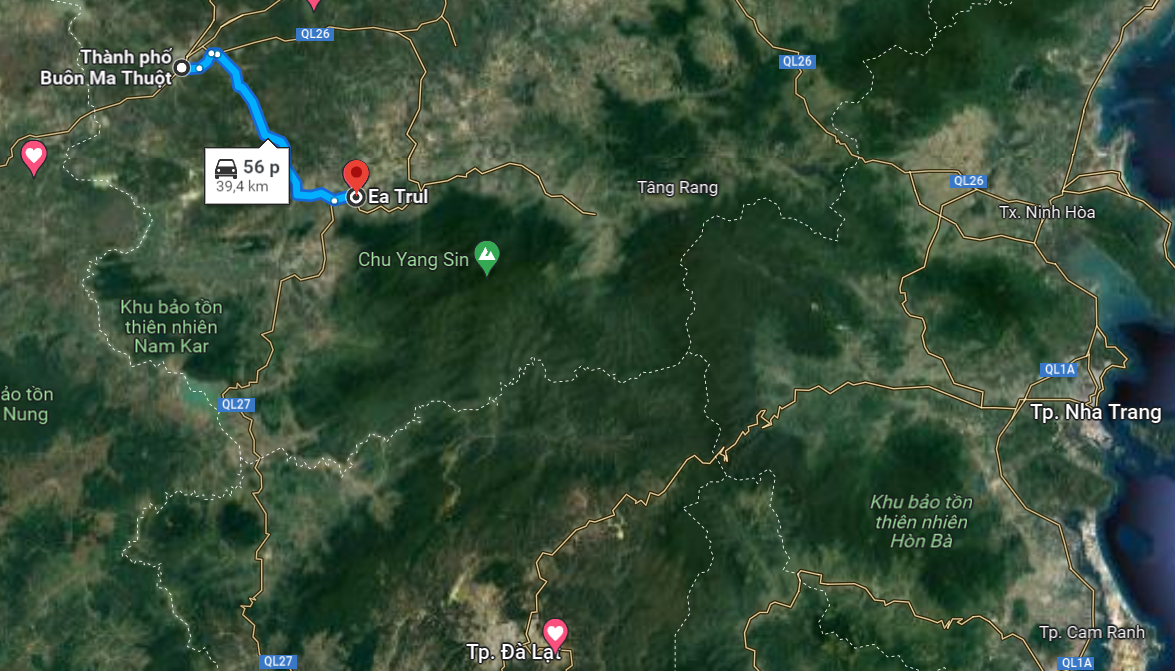 QL26
Thành phố
Buôn Ma Thuột
QL26
56 p
39,4 km
Ea Trul
Tâng Rang
QL26
Tx. Ninh Hòa
Chu Yang Sin
Khu bảo tồn
thiên nhiên
Nam Kar
ảo tồn
Nung
QL27
QL1A
Tp. Nha Trang
Khu bảo tồn
thiên nhiên
Hòn Bà
Tp. Đà Lạt
Tp. Cam Ranh
QL27
QL1A